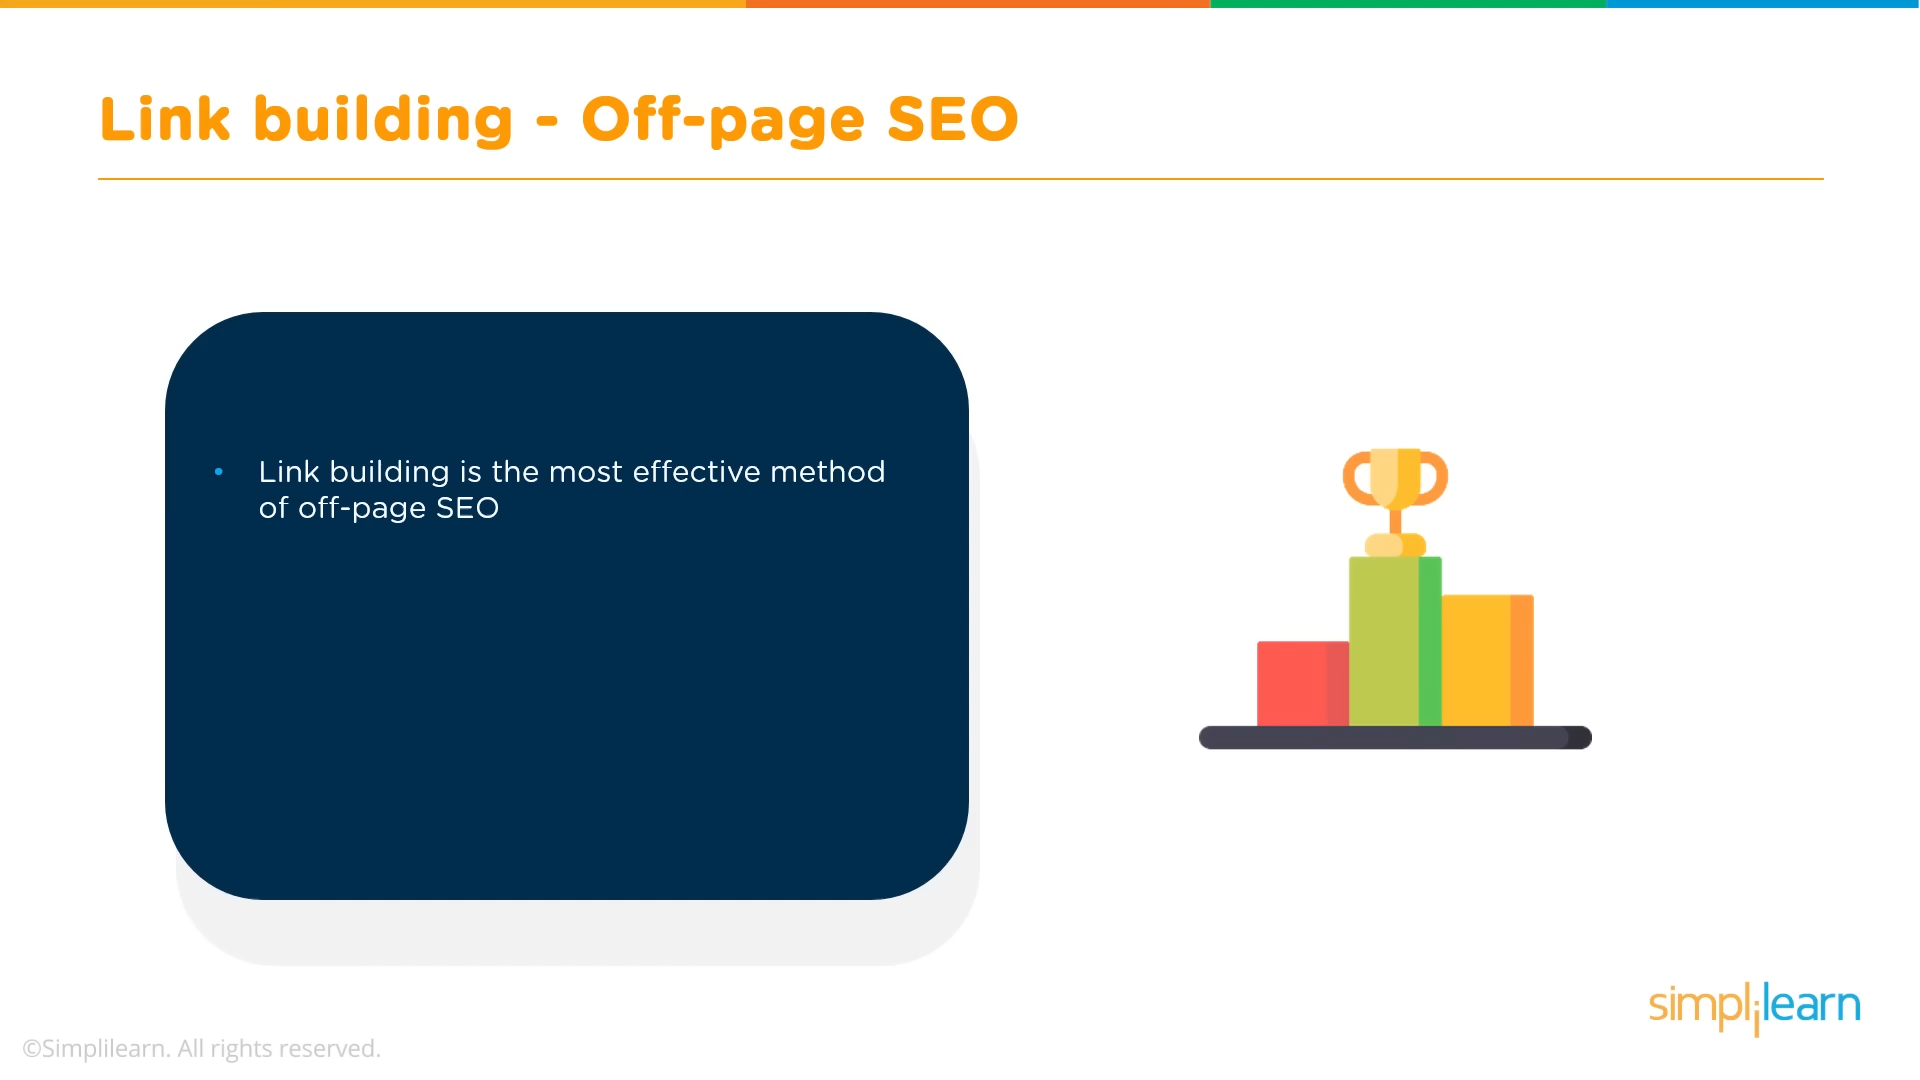 Link building - Off-page SEO
• Link building is the most effective method
of off-page SEO
simplilearn
©Simplilearn. All rights reserved.